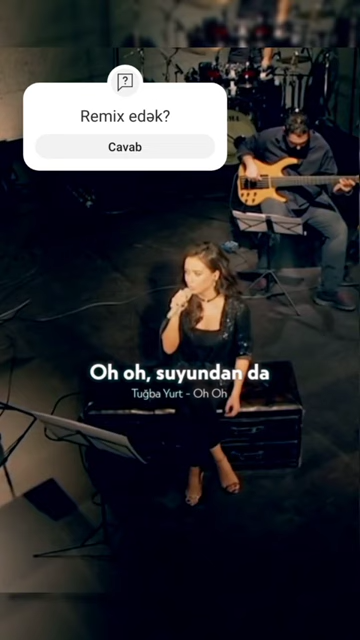 Remix edək?
Cavab
Oh oh, suyundan da
Tuğba Yurt - Oh Oh